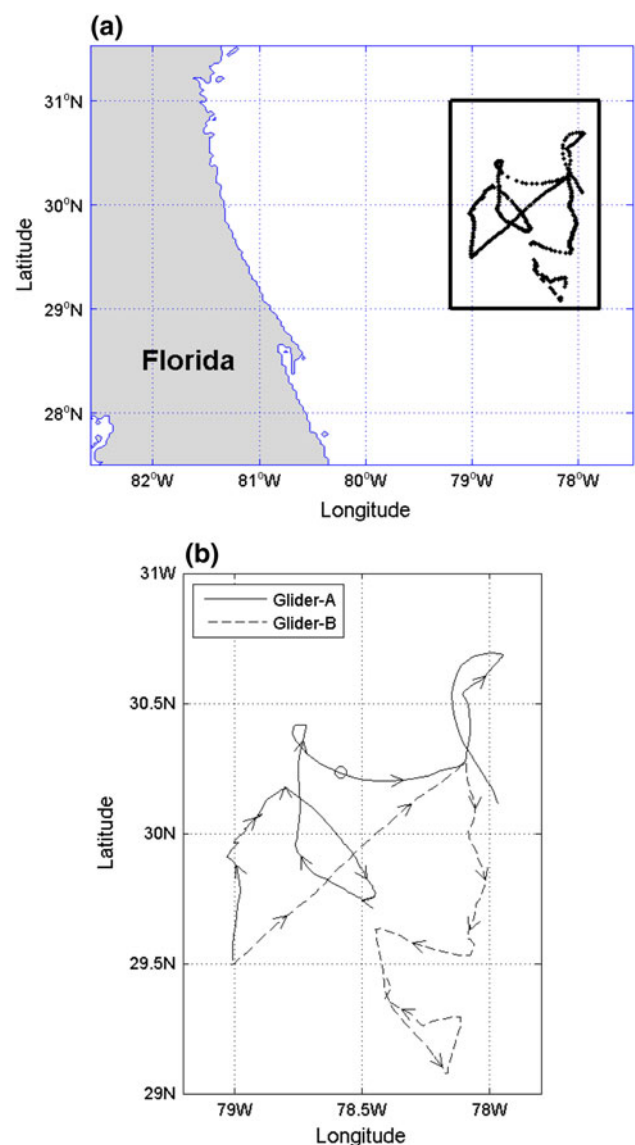 (a)
31°N
30°N
29°N
28°N
Latitude
Florida
82°W 81°W 80°W 79°W 78°W
Longitude
(b)
31N
30.5N
30N
29.5N
29N
Latitude
Glider-A
Glider-B
79W 78.5W 78W
Longitude